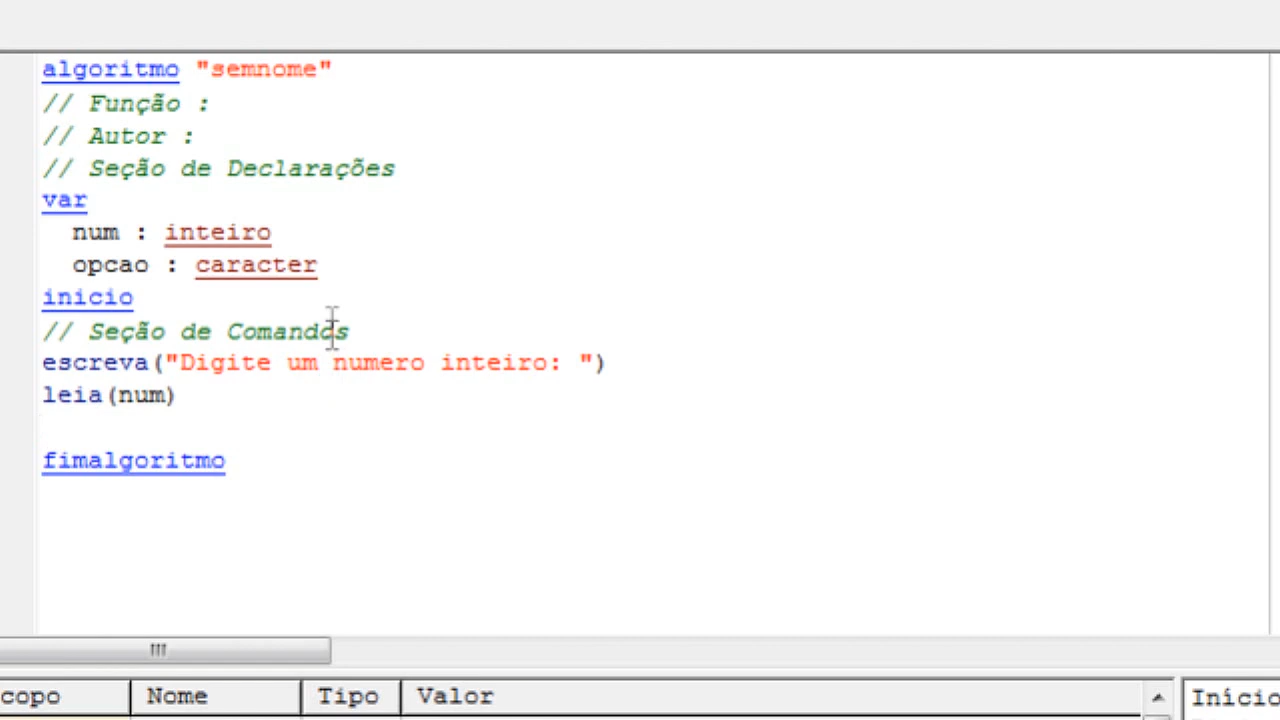 algoritmo "semnome"
// Função :
// Autor :
// Seção de Declarações
var
num : inteiro
opcao : caracter
inicio
// Seção de Comandos
escreva("Digite um numero inteiro: ")
leia(num)
fimalgoritmo
copo Nome Tipo Valor
Início